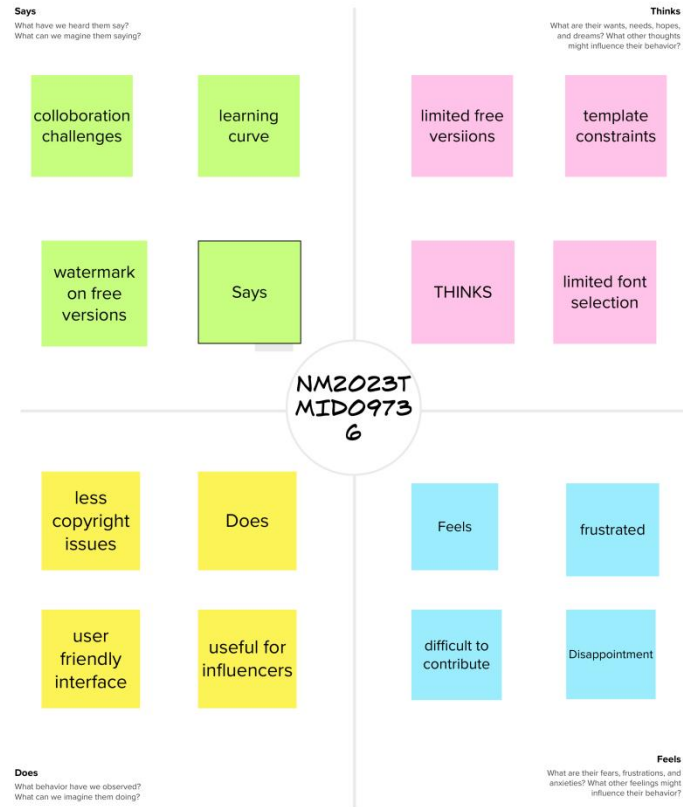 Says
What have we heard them say?
What can we magine them saying?
Thinks
What are their wants, needs, hopes,
and dreams? What other thoughts
might influence their behavior?
colloboration
challenges
learning
curve
limited free
versiions
template
constraints
watermark
on free
versions
Says
THINKS
limited font
selection
NM2023T
MID0973
6
less
copyright
issues
Does
Feels
frustrated
user
friendly
interface
useful for
influencers
difficult to
contribute
Disappointment
Does
What behavior have we observed?
What can we imagine them doing?
Feels
What are their fears, frustrations, and
anxieties? What other feelings might
influence their behavior?